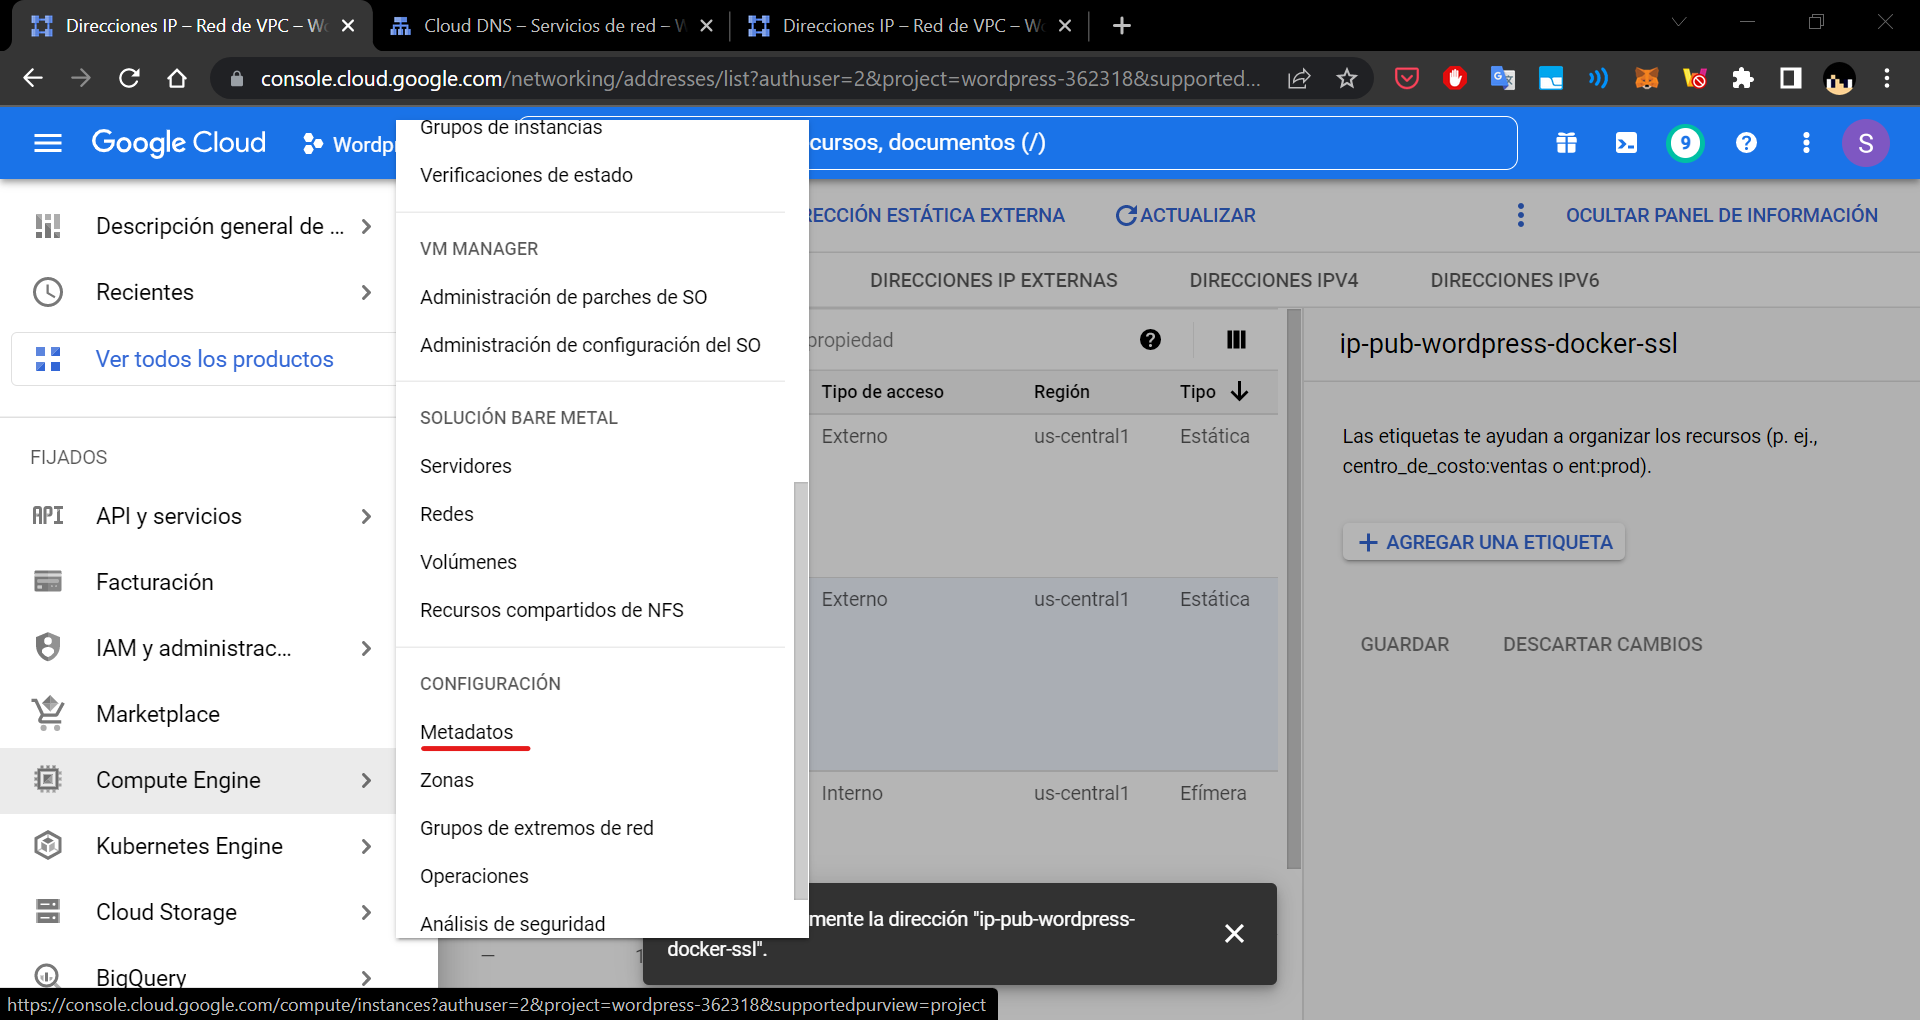 Direcciones IP – Red de VPC – W
Cloud DNS – Servicios de red – W
Direcciones IP – Red de VPC – W
console.cloud.google.com/networking/addresses/list?authuser=2&project=wordpress-362318&supported...
Google Cloud
Wordp
cursos, documentos (/)
9
S
Descripción general de ...
Recientes
Ver todos los productos
FIJADOS
API
API y servicios
Facturación
IAM y administrac...
Marketplace
Compute Engine
Kubernetes Engine
Cloud Storage
BigQuery
Grupos de instancias
Verificaciones de estado
VM MANAGER
Administración de parches de SO
Administración de configuración del SO
SOLUCIÓN BARE METAL
Servidores
Redes
Volúmenes
Recursos compartidos de NFS
CONFIGURACIÓN
Metadatos
Zonas
Grupos de extremos de red
Operaciones
Análisis de seguridad
RECCIÓN ESTÁTICA EXTERNA
ACTUALIZAR
OCULTAR PANEL DE INFORMACIÓN
DIRECCIONES IP EXTERNAS
DIRECCIONES IPV4
DIRECCIONES IPV6
propiedad
Tipo de acceso Región Tipo
Externo us-central1 Estática
Externo us-central1 Estática
Interno us-central1 Efímera
— 1
mente la dirección "ip-pub-wordpress-
docker-ssl".
ip-pub-wordpress-docker-ssl
Las etiquetas te ayudan a organizar los recursos (p. ej.,
centro_de_costo:ventas o ent:prod).
AGREGAR UNA ETIQUETA
GUARDAR
DESCARTAR CAMBIOS
https://console.cloud.google.com/compute/instances?authuser=2&project=wordpress-362318&supportedpurview=project